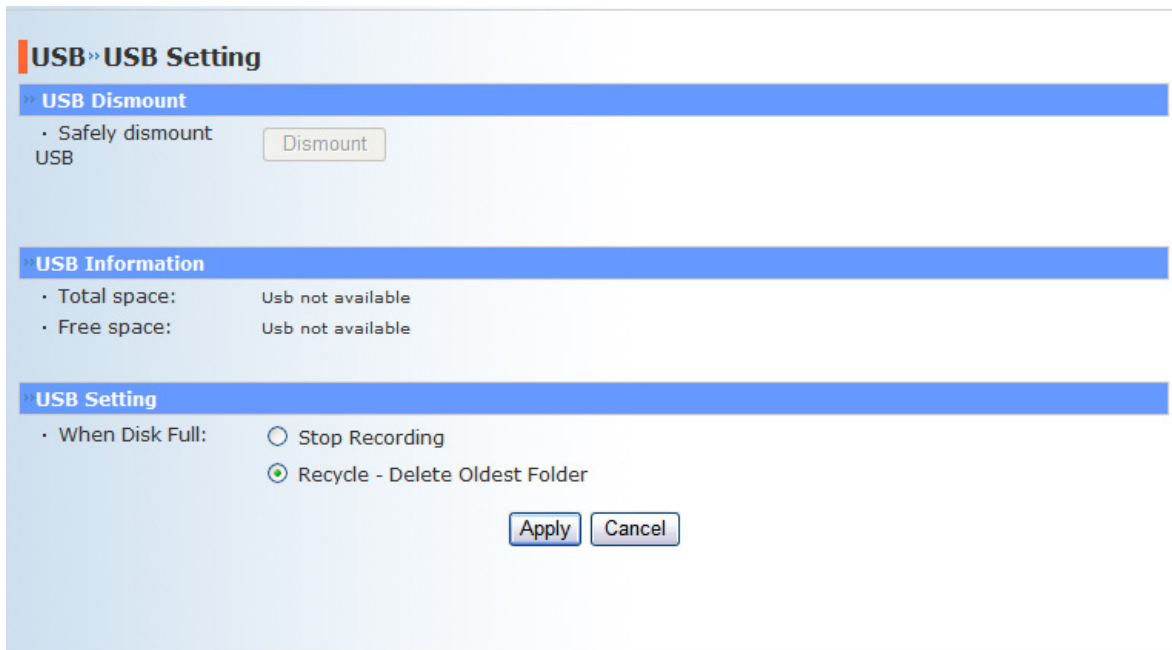 USB»USB Setting
» USB Dismount
· Safely dismount
USB
Dismount
»USB Information
· Total space: Usb not available
· Free space: Usb not available
»USB Setting
· When Disk Full: Stop Recording
Recycle - Delete Oldest Folder
Apply Cancel